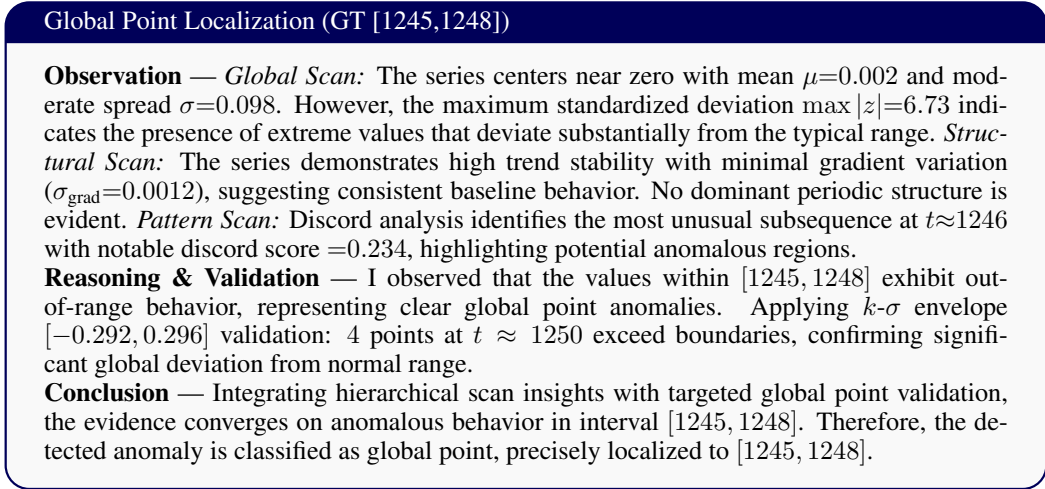 Global Point Localization (GT [1245,1248])
Observation — Global Scan: The series centers near zero with mean μ=0.002 and mod-
erate spread σ=0.098. However, the maximum standardized deviation max |z|=6.73 indi-
cates the presence of extreme values that deviate substantially from the typical range. Struc-
tural Scan: The series demonstrates high trend stability with minimal gradient variation
(σgrad=0.0012), suggesting consistent baseline behavior. No dominant periodic structure is
evident. Pattern Scan: Discord analysis identifies the most unusual subsequence at t≈1246
with notable discord score =0.234, highlighting potential anomalous regions.
Reasoning & Validation — I observed that the values within [1245, 1248] exhibit out-
of-range behavior, representing clear global point anomalies. Applying k-σ envelope
[−0.292, 0.296] validation: 4 points at t ≈ 1250 exceed boundaries, confirming signifi-
cant global deviation from normal range.
Conclusion — Integrating hierarchical scan insights with targeted global point validation,
the evidence converges on anomalous behavior in interval [1245, 1248]. Therefore, the de-
tected anomaly is classified as global point, precisely localized to [1245, 1248].